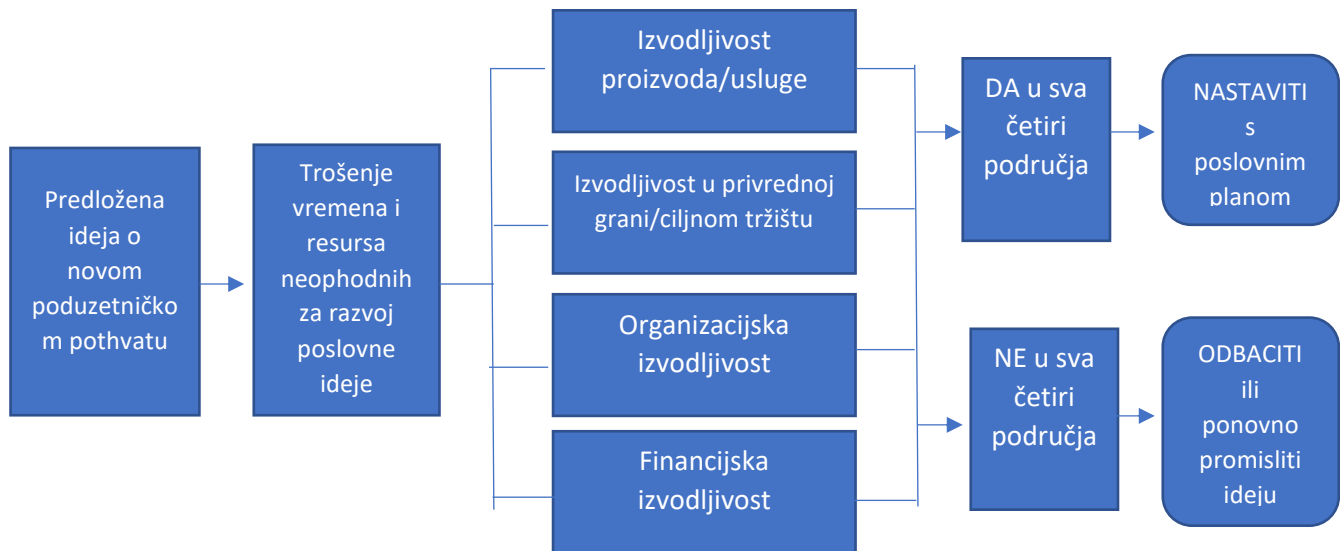 Predložena
ideja o
novom
poduzetničko
m pothvatu
Trošenje
vremena i
resursa
neophodnih
za razvoj
poslovne
ideje
Izvodljivost
proizvoda/usluge
Izvodljivost u privrednoj
grani/ciljnom tržištu
Organizacijska
izvodljivost
Financijska
izvodljivost
DA u sva
četiri
područja
NASTAVITI
s
poslovnim
planom
NE u sva
četiri
područja
ODBACITI
ili
ponovno
promisliti
ideju